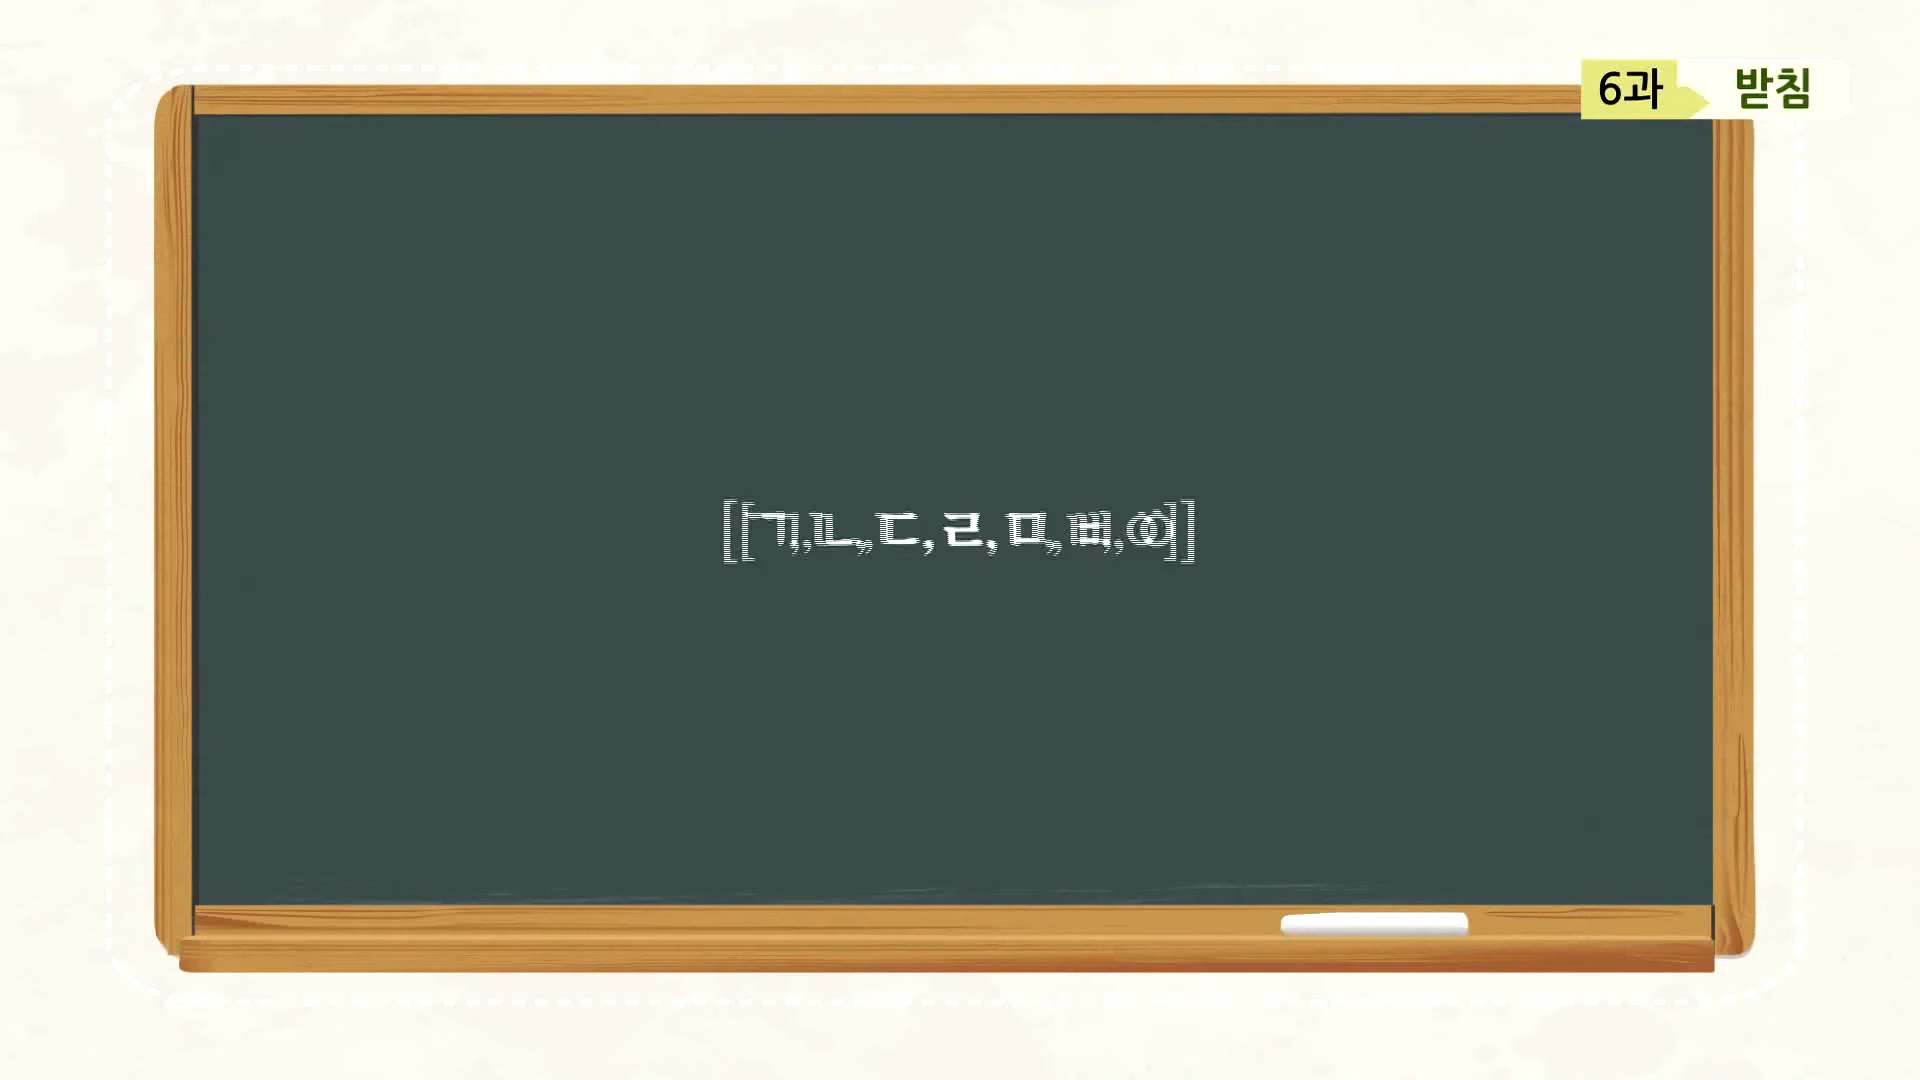 6과 받침
[ㄱ, ㄴ, ㄷ, ㄹ, ㅁ, ㅂ, ㅇ]